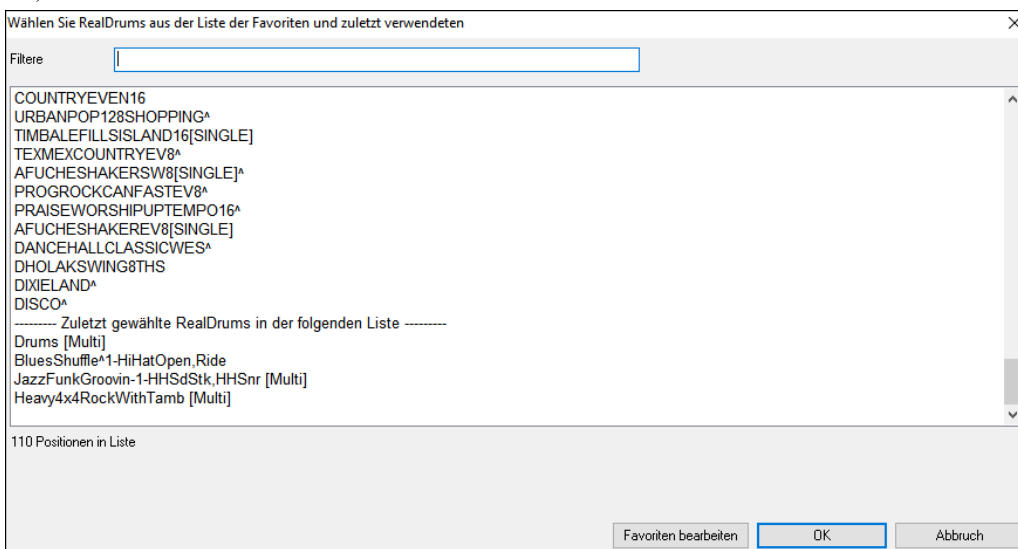 Wählen Sie RealDrums aus der Liste der Favoriten und zuletzt verwendeten
Filtere
COUNTRYEVEN16
URBANPOP128SHOPPING^
TIMBALEFILLSISLAND16[SINGLE]
TEXMEXCOUNTRYEV8^
AFUCHESHAKERSW8[SINGLE]^
PROGROCKCANFASTEV8^
PRAISEWORSHIPUPTEMPO16^
AFUCHESHAKEREV8[SINGLE]
DANCEHALLCLASSICWES^
DHOLAKSWING8THS
DIXIELAND^
DISCO^
--------- Zuletzt gewählte RealDrums in der folgenden Liste ---------
Drums [Multi]
BluesShuffle^1-HiHatOpen,Ride
JazzFunkGroovin-1-HHSdStk,HHSnr [Multi]
Heavy4x4RockWithTamb [Multi]
110 Positionen in Liste
Favoriten bearbeiten OK Abbruch